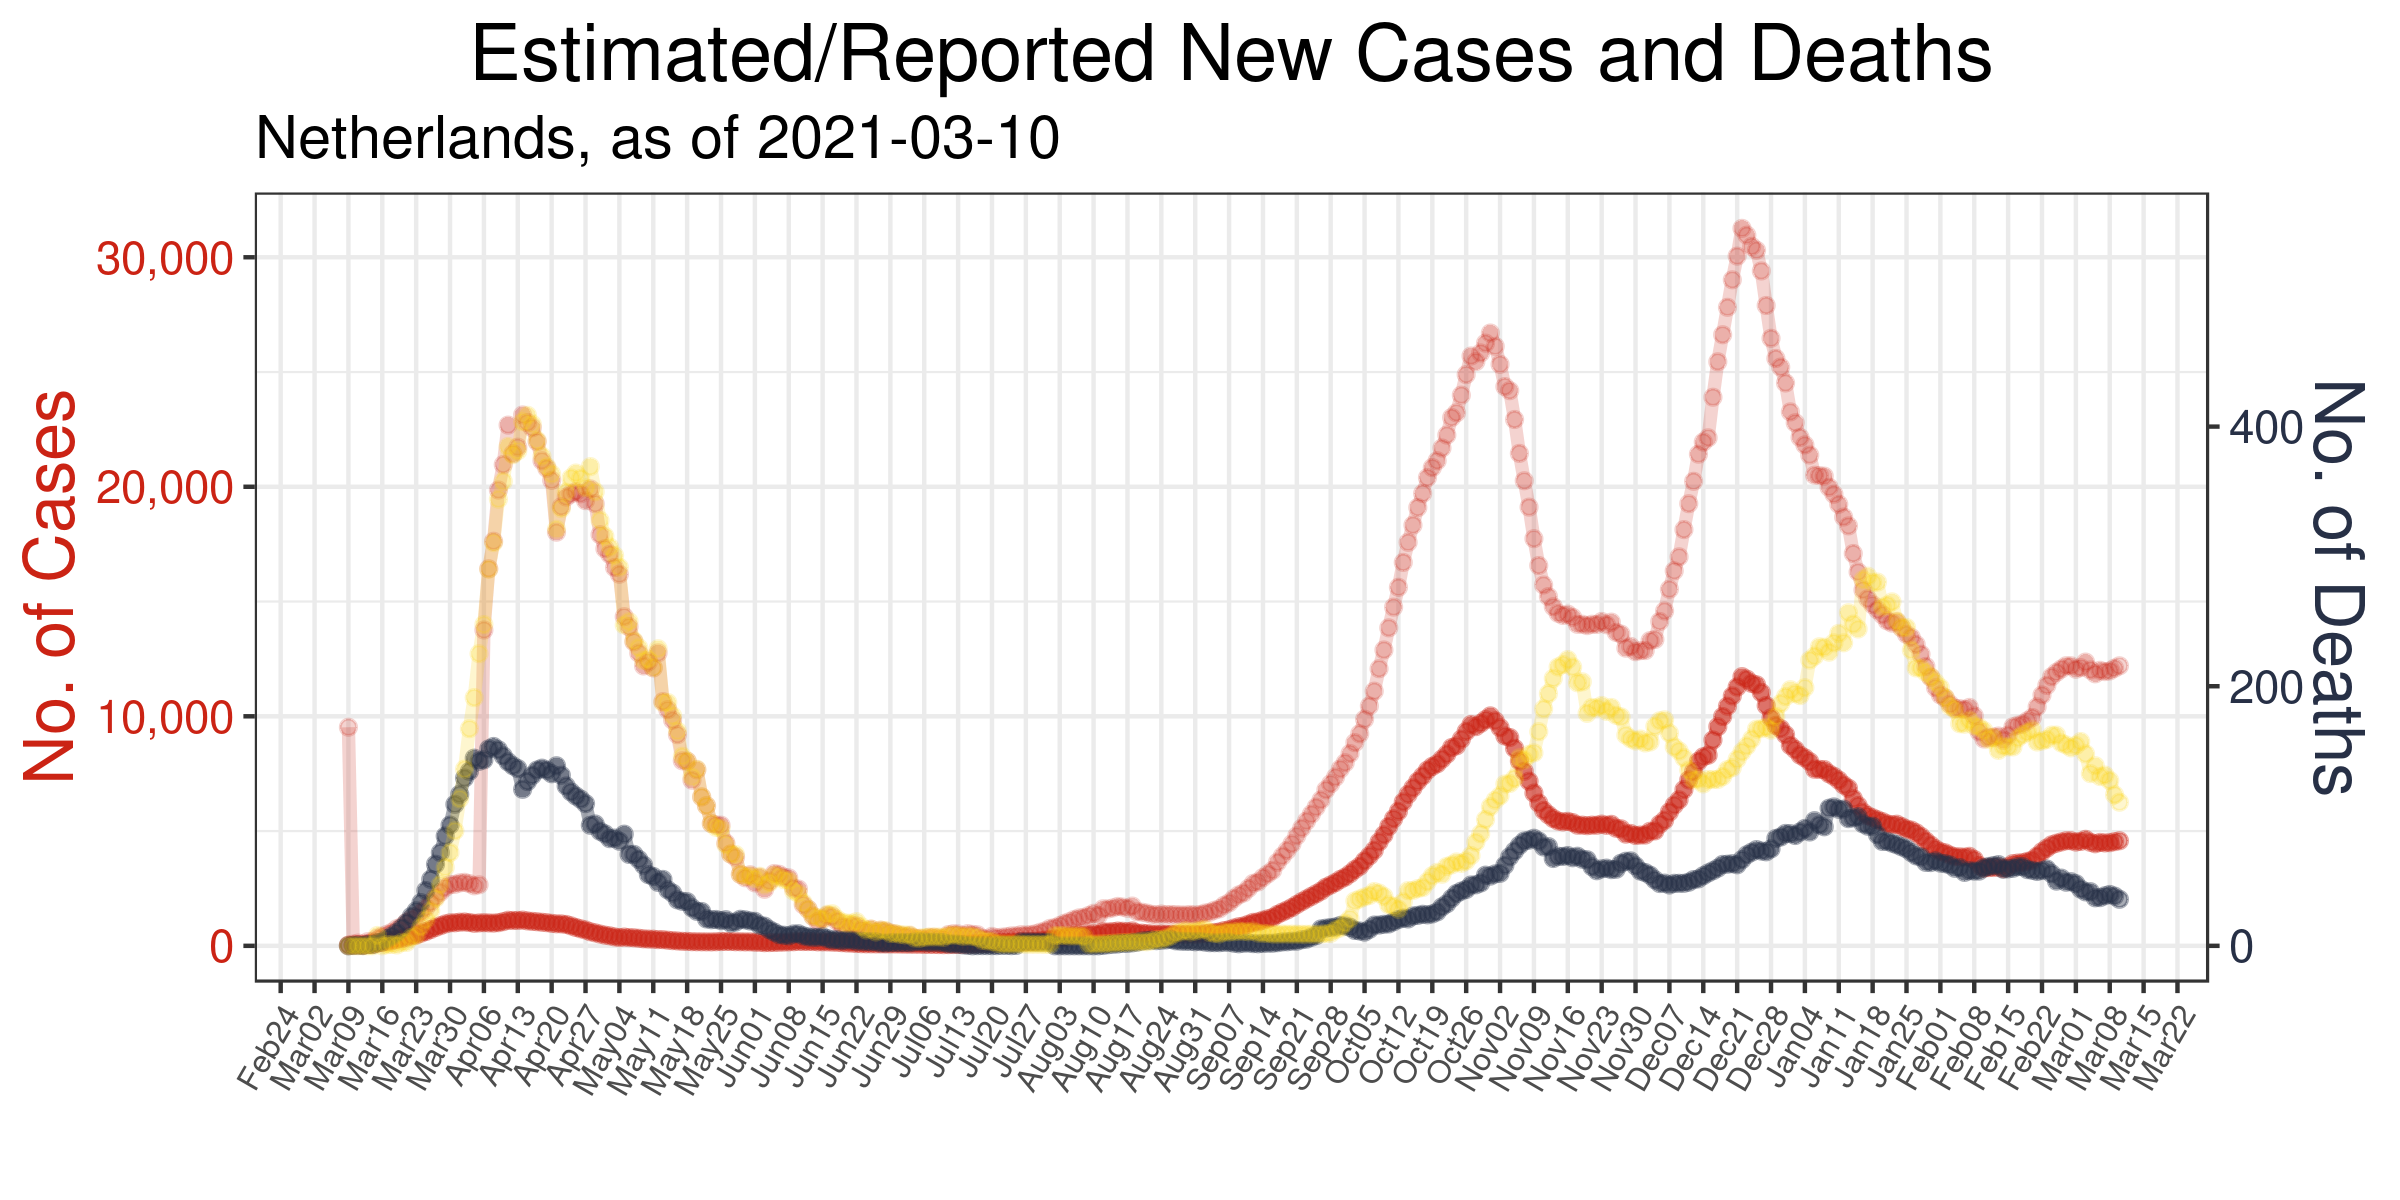 Estimated/Reported New Cases and Deaths
Netherlands, as of 2021-03-10
No. of Cases
30,000
20,000
10,000
0
No. of Deaths
400
200
0
Feb24 Mar02 Mar09 Mar16 Mar23 Mar30 Apr06 Apr13 Apr20 Apr27 May04 May11 May18 May25 Jun01 Jun08 Jun15 Jun22 Jun29 Jul06 Jul13 Jul20 Jul27 Aug03 Aug10 Aug17 Aug24 Aug31 Sep07 Sep14 Sep21 Sep28 Oct05 Oct12 Oct19 Oct26 Nov02 Nov09 Nov16 Nov23 Nov30 Dec07 Dec14 Dec21 Dec28 Jan04 Jan11 Jan18 Jan25 Feb01 Feb08 Feb15 Feb22 Mar01 Mar08 Mar15 Mar22